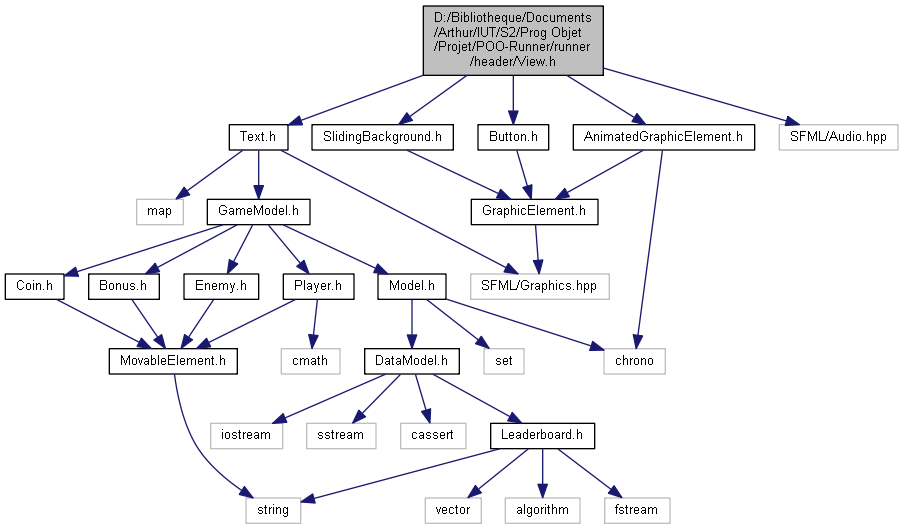 D:/Bibliotheque/Documents
/Arthur/IUT/S2/Prog Objet
/Projet/POO-Runner/runner
/header/View.h
Text.h
SlidingBackground.h
Button.h
AnimatedGraphicElement.h
SFML/Audio.hpp
map
GameModel.h
GraphicElement.h
Coin.h
Bonus.h
Enemy.h
Player.h
Model.h
SFML/Graphics.hpp
MovableElement.h
cmath
DataModel.h
set
chrono
iostream
sstream
cassert
Leaderboard.h
string
vector
algorithm
fstream